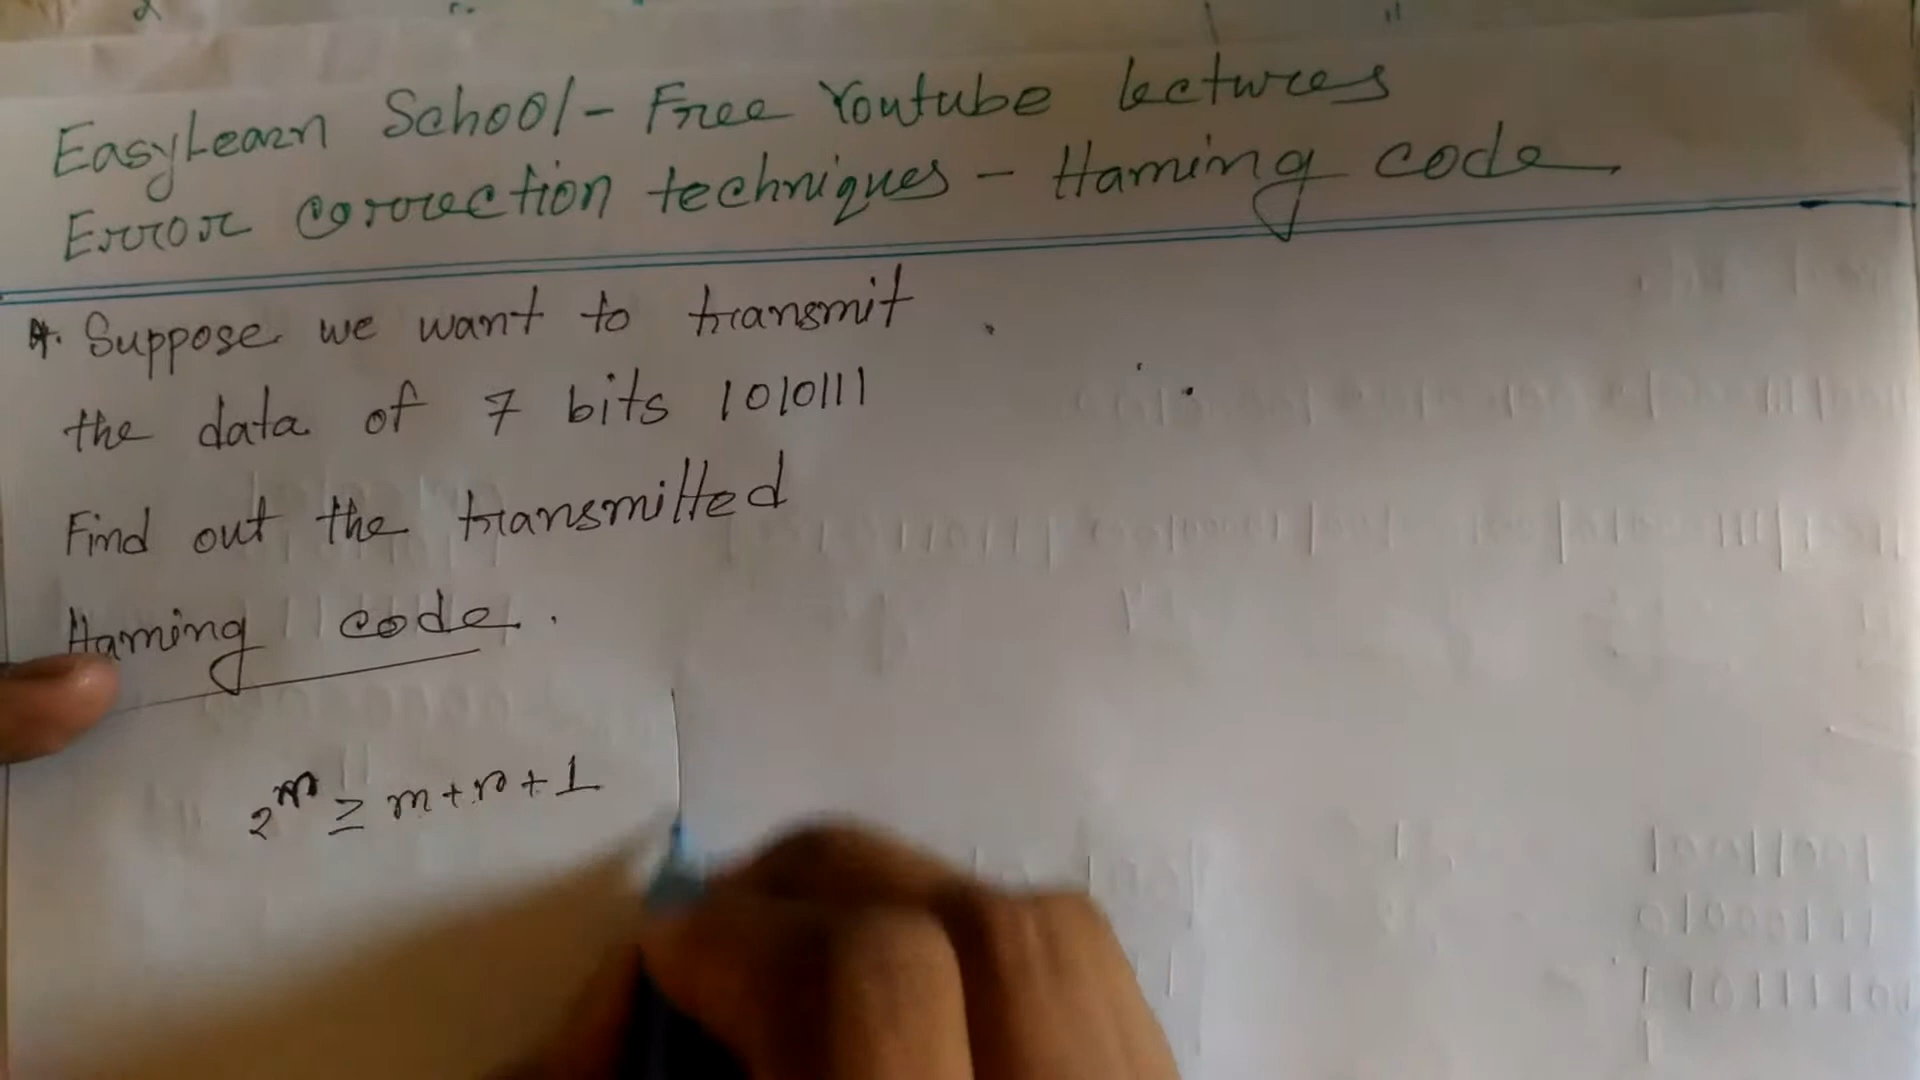 EasyLearn School - Free Youtube lectures
Error correction techniques - Haming code
Suppose we want to transmit
the data of 7 bits 1010111
Find out the transmitted
Haming code.
2^m ≥ m+n+1